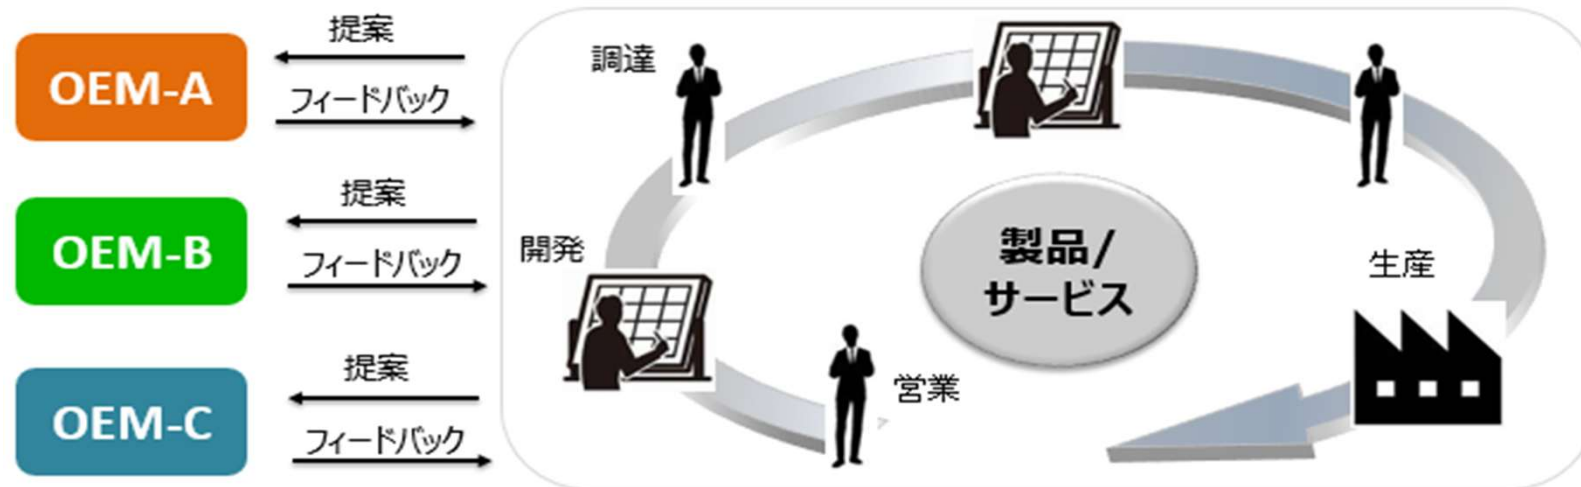 OEM-A
提案
フィードバック
OEM-B
提案
フィードバック
OEM-C
提案
フィードバック
調達
開発
営業
製品/
サービス
生産